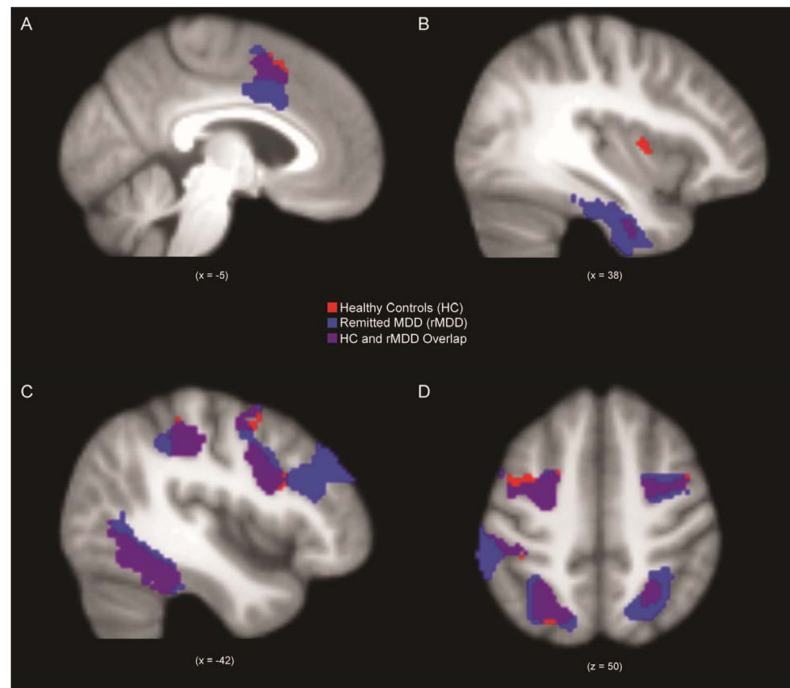 A
B
(x = -5)
(x = 38)
Healthy Controls (HC)
Remitted MDD (rMDD)
HC and rMDD Overlap
C
D
(x = -42)
(z = 50)